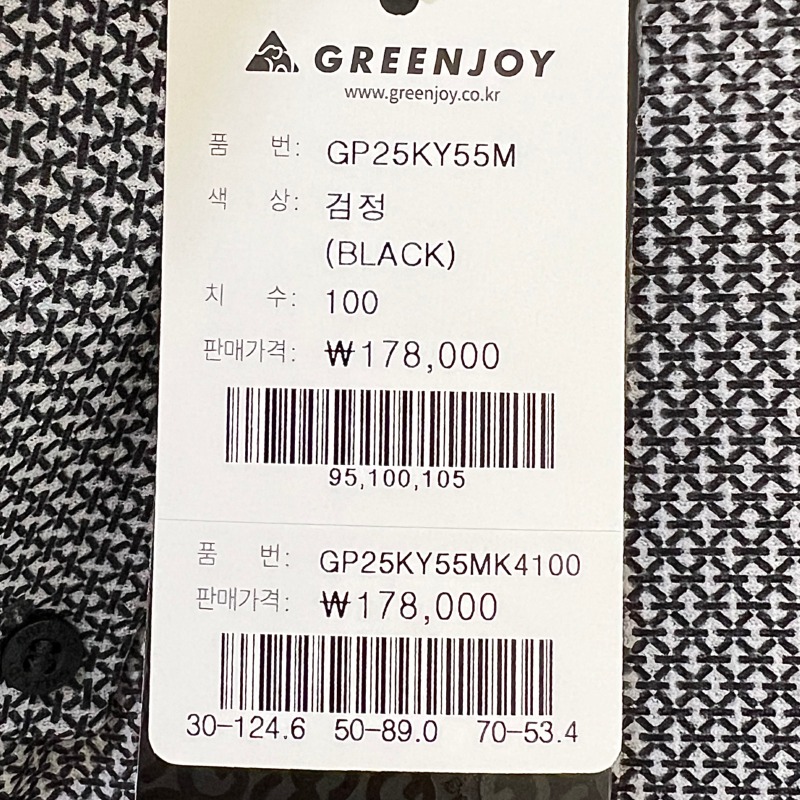 GREENJOY
www.greenjoy.co.kr
품 번: GP25KY55M
색 상: 검정
(BLACK)
치 수: 100
판매가격: ₩178,000
95,100,105
품 번: GP25KY55MK4100
판매가격: ₩178,000
30-124.6 50-89.0 70-53.4